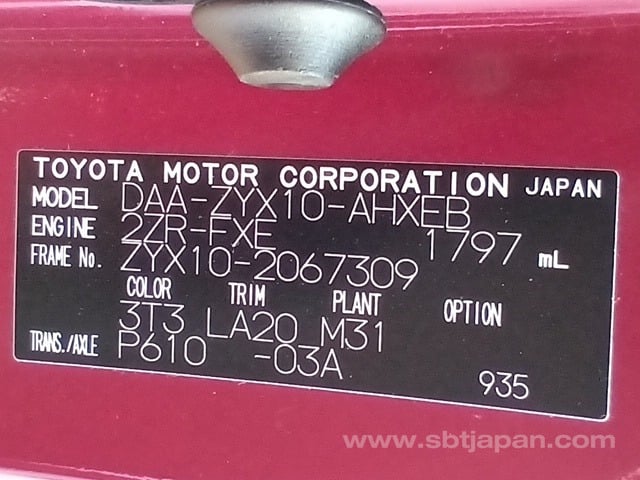 TOYOTA MOTOR CORPORATION JAPAN
MODEL DAA-ZYX10-AHXEB
ENGINE 2ZR-FXE 1797 mL
FRAME No. ZYX10-2067309
COLOR TRIM PLANT OPTION
3T3 LA20 M31
TRANS./AXLE P610 -03A
935
www.sbtjapan.com